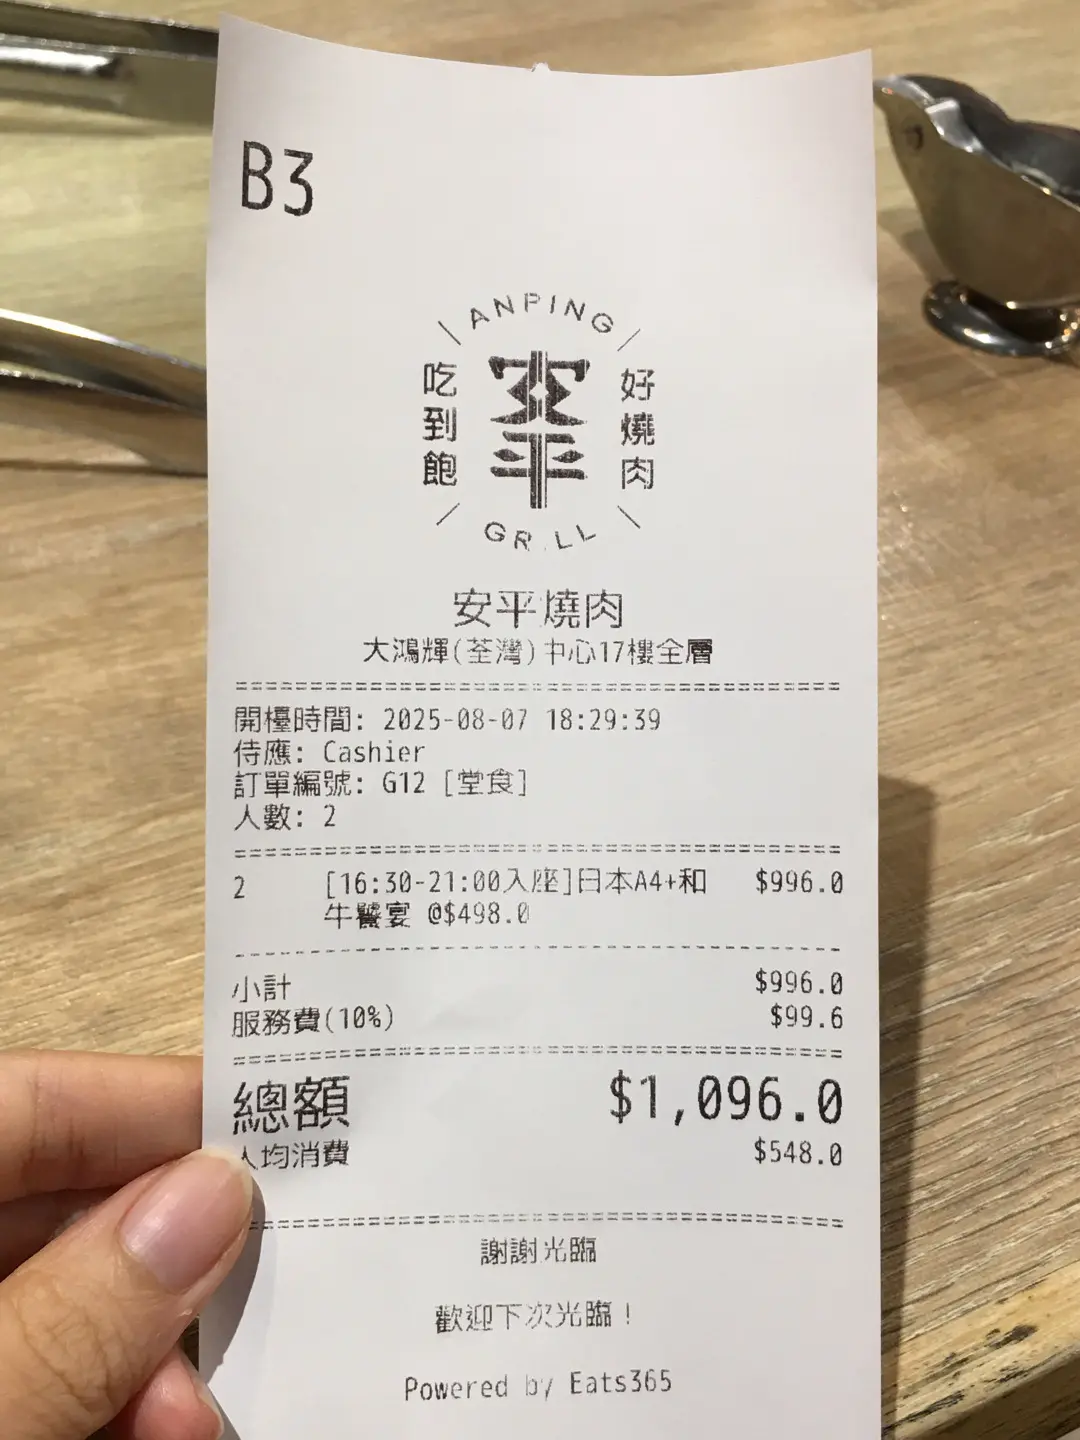 B3
ANPING
吃到飽
安平
好燒肉
GRILL
安平燒肉
大鴻輝(荃灣)中心17樓全層
開檯時間: 2025-08-07 18:29:39
侍應: Cashier
訂單編號: G12 [堂食]
人數: 2
2 [16:30-21:00入座]日本A4+和 $996.0
牛饗宴 @$498.0
小計 $996.0
服務費(10%) $99.6
總額 $1,096.0
人均消費 $548.0
謝謝光臨
歡迎下次光臨!
Powered by Eats365